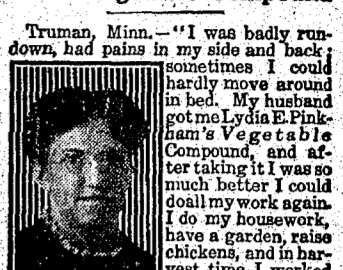 Truman, Minn.—"I was badly run-
down, had pains in my side and back;
sometimes I could
hardly move around
in bed. My husband
got me Lydia E. Pink-
ham's Vegetable
Compound, and af-
ter taking it I was so
much better I could
do all my work again.
I do my housework,
have a garden, raise
chickens, and in har-
vest time I worked